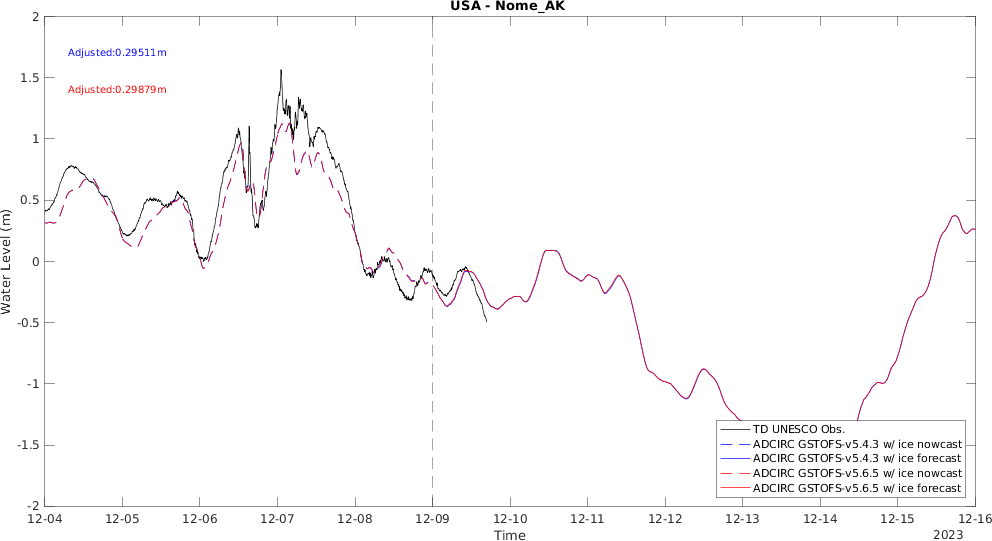 USA - Nome_AK
Adjusted:0.29511m
Adjusted:0.29879m
Water Level (m)
2
1.5
1
0.5
0
-0.5
-1
-1.5
-2
TD UNESCO Obs.
ADCIRC GSTOFS-v5.4.3 w/ ice nowcast
ADCIRC GSTOFS-v5.4.3 w/ ice forecast
ADCIRC GSTOFS-v5.6.5 w/ ice nowcast
ADCIRC GSTOFS-v5.6.5 w/ ice forecast
12-04 12-05 12-06 12-07 12-08 12-09 12-10 12-11 12-12 12-13 12-14 12-15 12-16
Time
2023